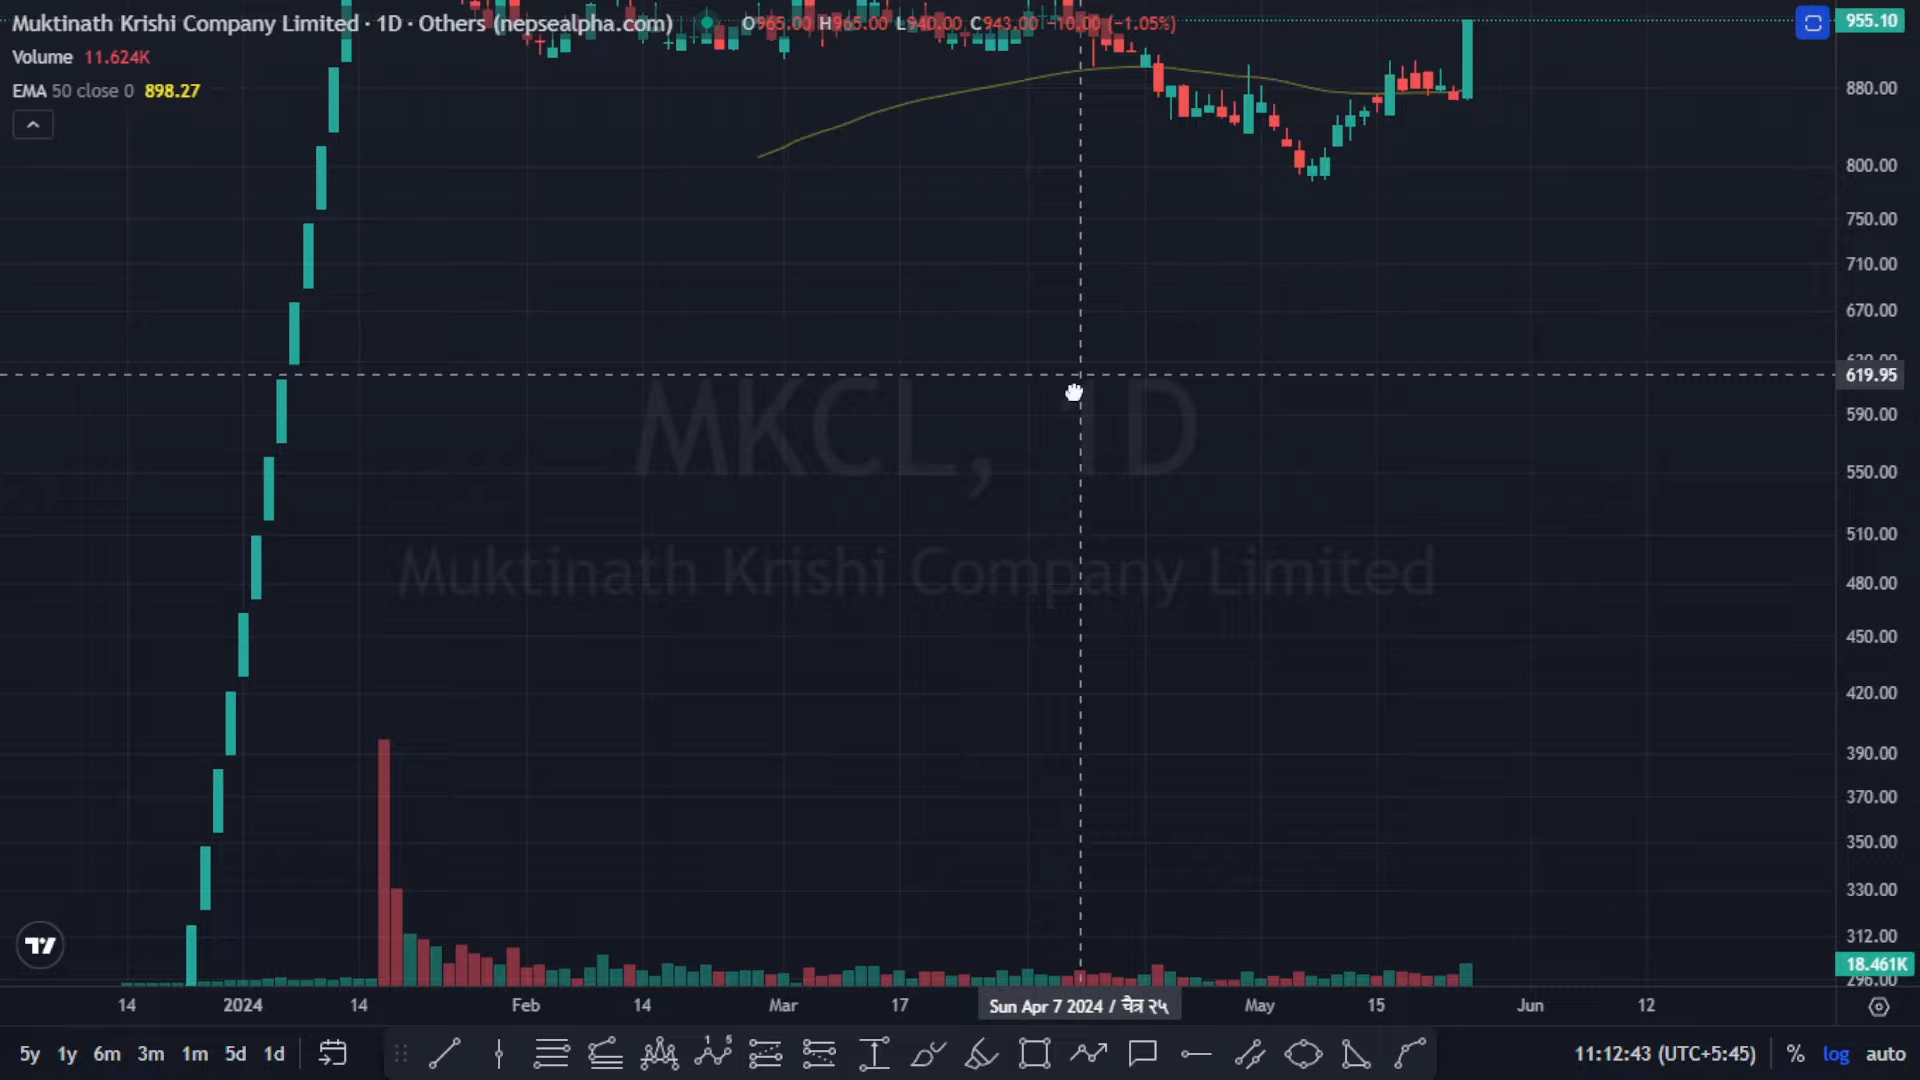 Muktinath Krishi Company Limited · 1D · Others (nepsealpha.com) O965.00 H965.00 L940.00 C943.00 −10.00 (−1.05%)
955.10
Volume 11.624K
EMA 50 close 0 898.27
880.00
800.00
750.00
710.00
670.00
630.00
619.95
590.00
MKCL, 1D
550.00
510.00
Muktinath Krishi Company Limited
480.00
450.00
420.00
390.00
370.00
350.00
330.00
312.00
18.461K
296.00
14 2024 14 Feb 14 Mar 17 Sun Apr 7 2024 / चैत्र २५ May 15 Jun 12
5y 1y 6m 3m 1m 5d 1d 11:12:43 (UTC+5:45) % log auto